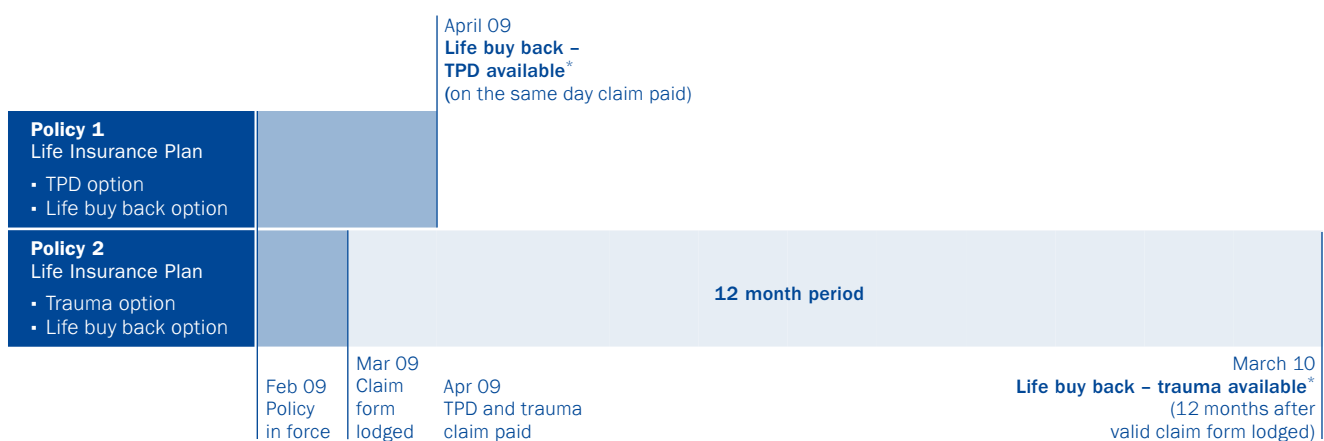 April 09
Life buy back –
TPD available*
(on the same day claim paid)
Policy 1
Life Insurance Plan
▪ TPD option
▪ Life buy back option
Policy 2
Life Insurance Plan
▪ Trauma option
▪ Life buy back option
12 month period
Feb 09
Policy
in force
Mar 09
Claim
form
lodged
Apr 09
TPD and trauma
claim paid
March 10
Life buy back – trauma available*
(12 months after
valid claim form lodged)